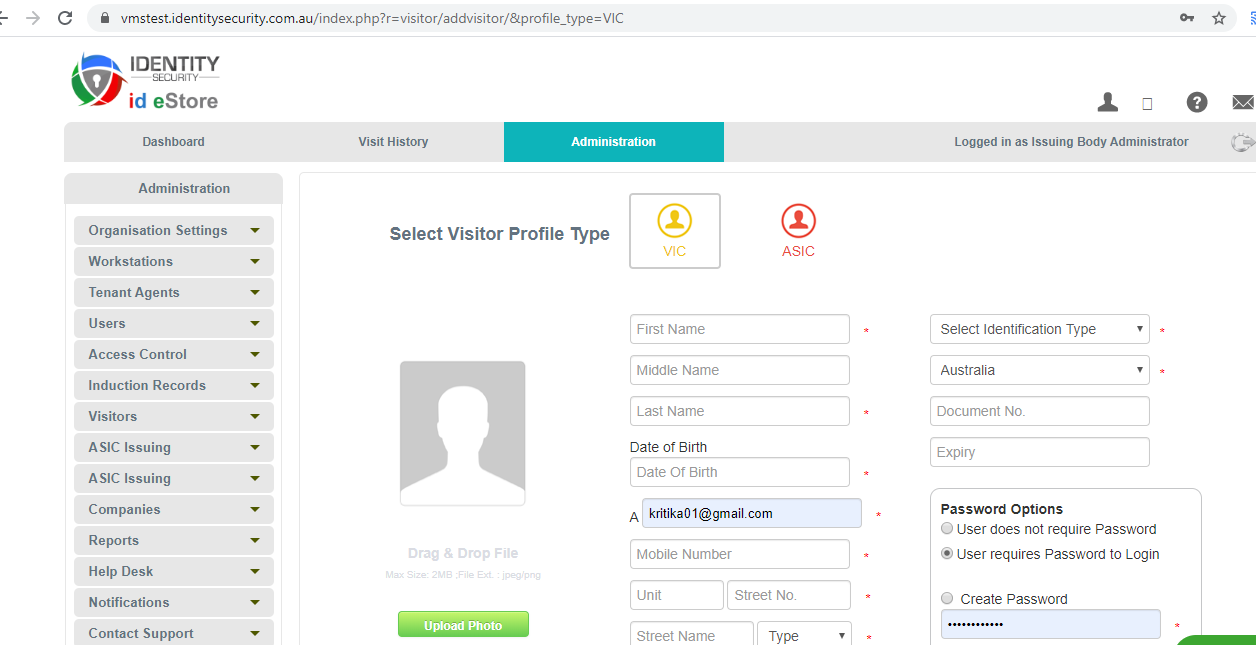 vmstest.identitysecurity.com.au/index.php?r=visitor/addvisitor/&profile_type=VIC
IDENTITY
SECURITY
id eStore
Dashboard
Visit History
Administration
Logged in as Issuing Body Administrator
Administration
Organisation Settings
Workstations
Tenant Agents
Users
Access Control
Induction Records
Visitors
ASIC Issuing
ASIC Issuing
Companies
Reports
Help Desk
Notifications
Contact Support
Select Visitor Profile Type
VIC
ASIC
Drag & Drop File
Max Size: 2MB ;File Ext. : jpeg/png
Upload Photo
First Name *
Middle Name
Last Name *
Date of Birth
Date Of Birth *
A kritika01@gmail.com *
Mobile Number *
Unit Street No. *
Street Name Type *
Select Identification Type *
Australia *
Document No.
Expiry
Password Options
User does not require Password
User requires Password to Login
Create Password
•••••••••••• *